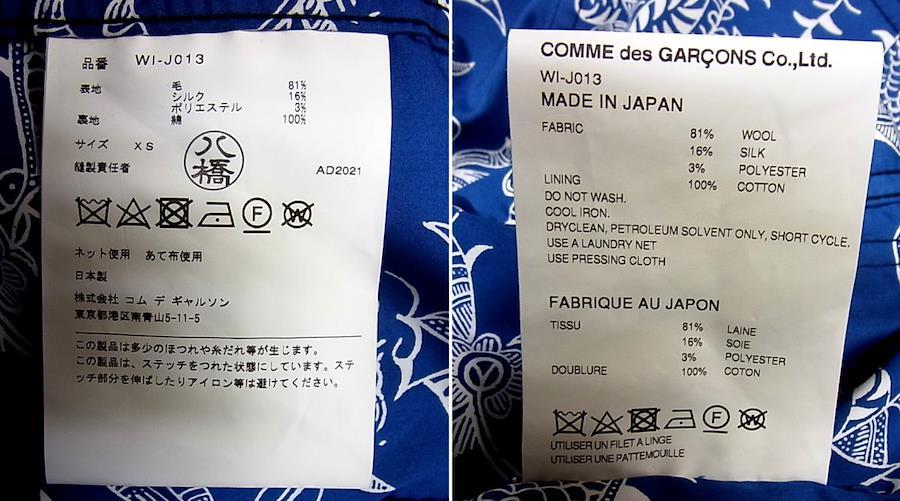 品番 WI-J013
表地 毛 81%
シルク 16%
ポリエステル 3%
裏地 綿 100%
サイズ XS
縫製責任者 八橋 AD2021
F
W
ネット使用 あて布使用
日本製
株式会社 コム デ ギャルソン
東京都港区南青山5-11-5
この製品は多少のほつれや糸だれ等が生じます。
この製品は、ステッチをつれた状態にしています。ステ
ッチ部分を伸ばしたりアイロン等は避けてください。
COMME des GARÇONS Co.,Ltd.
WI-J013
MADE IN JAPAN
FABRIC 81% WOOL
16% SILK
3% POLYESTER
LINING 100% COTTON
DO NOT WASH.
COOL IRON.
DRYCLEAN, PETROLEUM SOLVENT ONLY, SHORT CYCLE.
USE A LAUNDRY NET
USE PRESSING CLOTH
FABRIQUE AU JAPON
TISSU 81% LAINE
16% SOIE
3% POLYESTER
DOUBLURE 100% COTON
F
W
UTILISER UN FILET A LINGE
UTILISER UNE PATTEMOUILLE